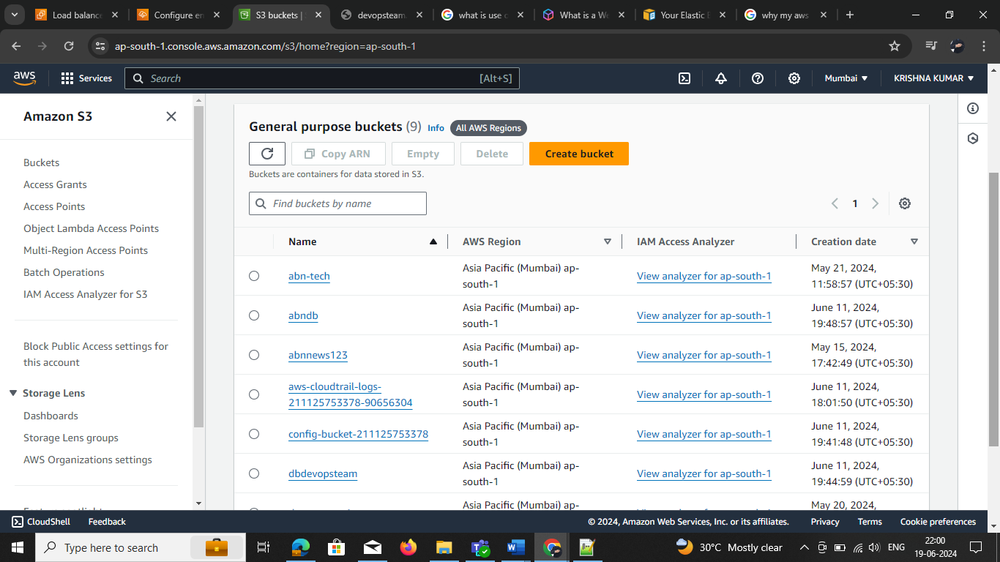 Load balance
Configure en
S3 buckets |
devopsteam.
what is use c
What is a We
Your Elastic B
why my aws
ap-south-1.console.aws.amazon.com/s3/home?region=ap-south-1
aws
Services
Search
[Alt+S]
Mumbai
KRISHNA KUMAR
Amazon S3
Buckets
Access Grants
Access Points
Object Lambda Access Points
Multi-Region Access Points
Batch Operations
IAM Access Analyzer for S3
Block Public Access settings for
this account
Storage Lens
Dashboards
Storage Lens groups
AWS Organizations settings
General purpose buckets (9) Info All AWS Regions
Copy ARN
Empty
Delete
Create bucket
Buckets are containers for data stored in S3.
Find buckets by name
1
Name
AWS Region
IAM Access Analyzer
Creation date
abn-tech
Asia Pacific (Mumbai) ap-
south-1
View analyzer for ap-south-1
May 21, 2024,
11:58:57 (UTC+05:30)
abndb
Asia Pacific (Mumbai) ap-
south-1
View analyzer for ap-south-1
June 11, 2024,
19:48:57 (UTC+05:30)
abnnews123
Asia Pacific (Mumbai) ap-
south-1
View analyzer for ap-south-1
May 15, 2024,
17:42:49 (UTC+05:30)
aws-cloudtrail-logs-
211125753378-90656304
Asia Pacific (Mumbai) ap-
south-1
View analyzer for ap-south-1
June 11, 2024,
18:01:50 (UTC+05:30)
config-bucket-211125753378
Asia Pacific (Mumbai) ap-
south-1
View analyzer for ap-south-1
June 11, 2024,
19:41:48 (UTC+05:30)
dbdevopsteam
Asia Pacific (Mumbai) ap-
south-1
View analyzer for ap-south-1
June 11, 2024,
19:44:59 (UTC+05:30)
Asia Pacific (Mumbai) ap-
May 20, 2024,
CloudShell
Feedback
© 2024, Amazon Web Services, Inc. or its affiliates.
Privacy
Terms
Cookie preferences
Type here to search
30°C Mostly clear
ENG
22:00
19-06-2024